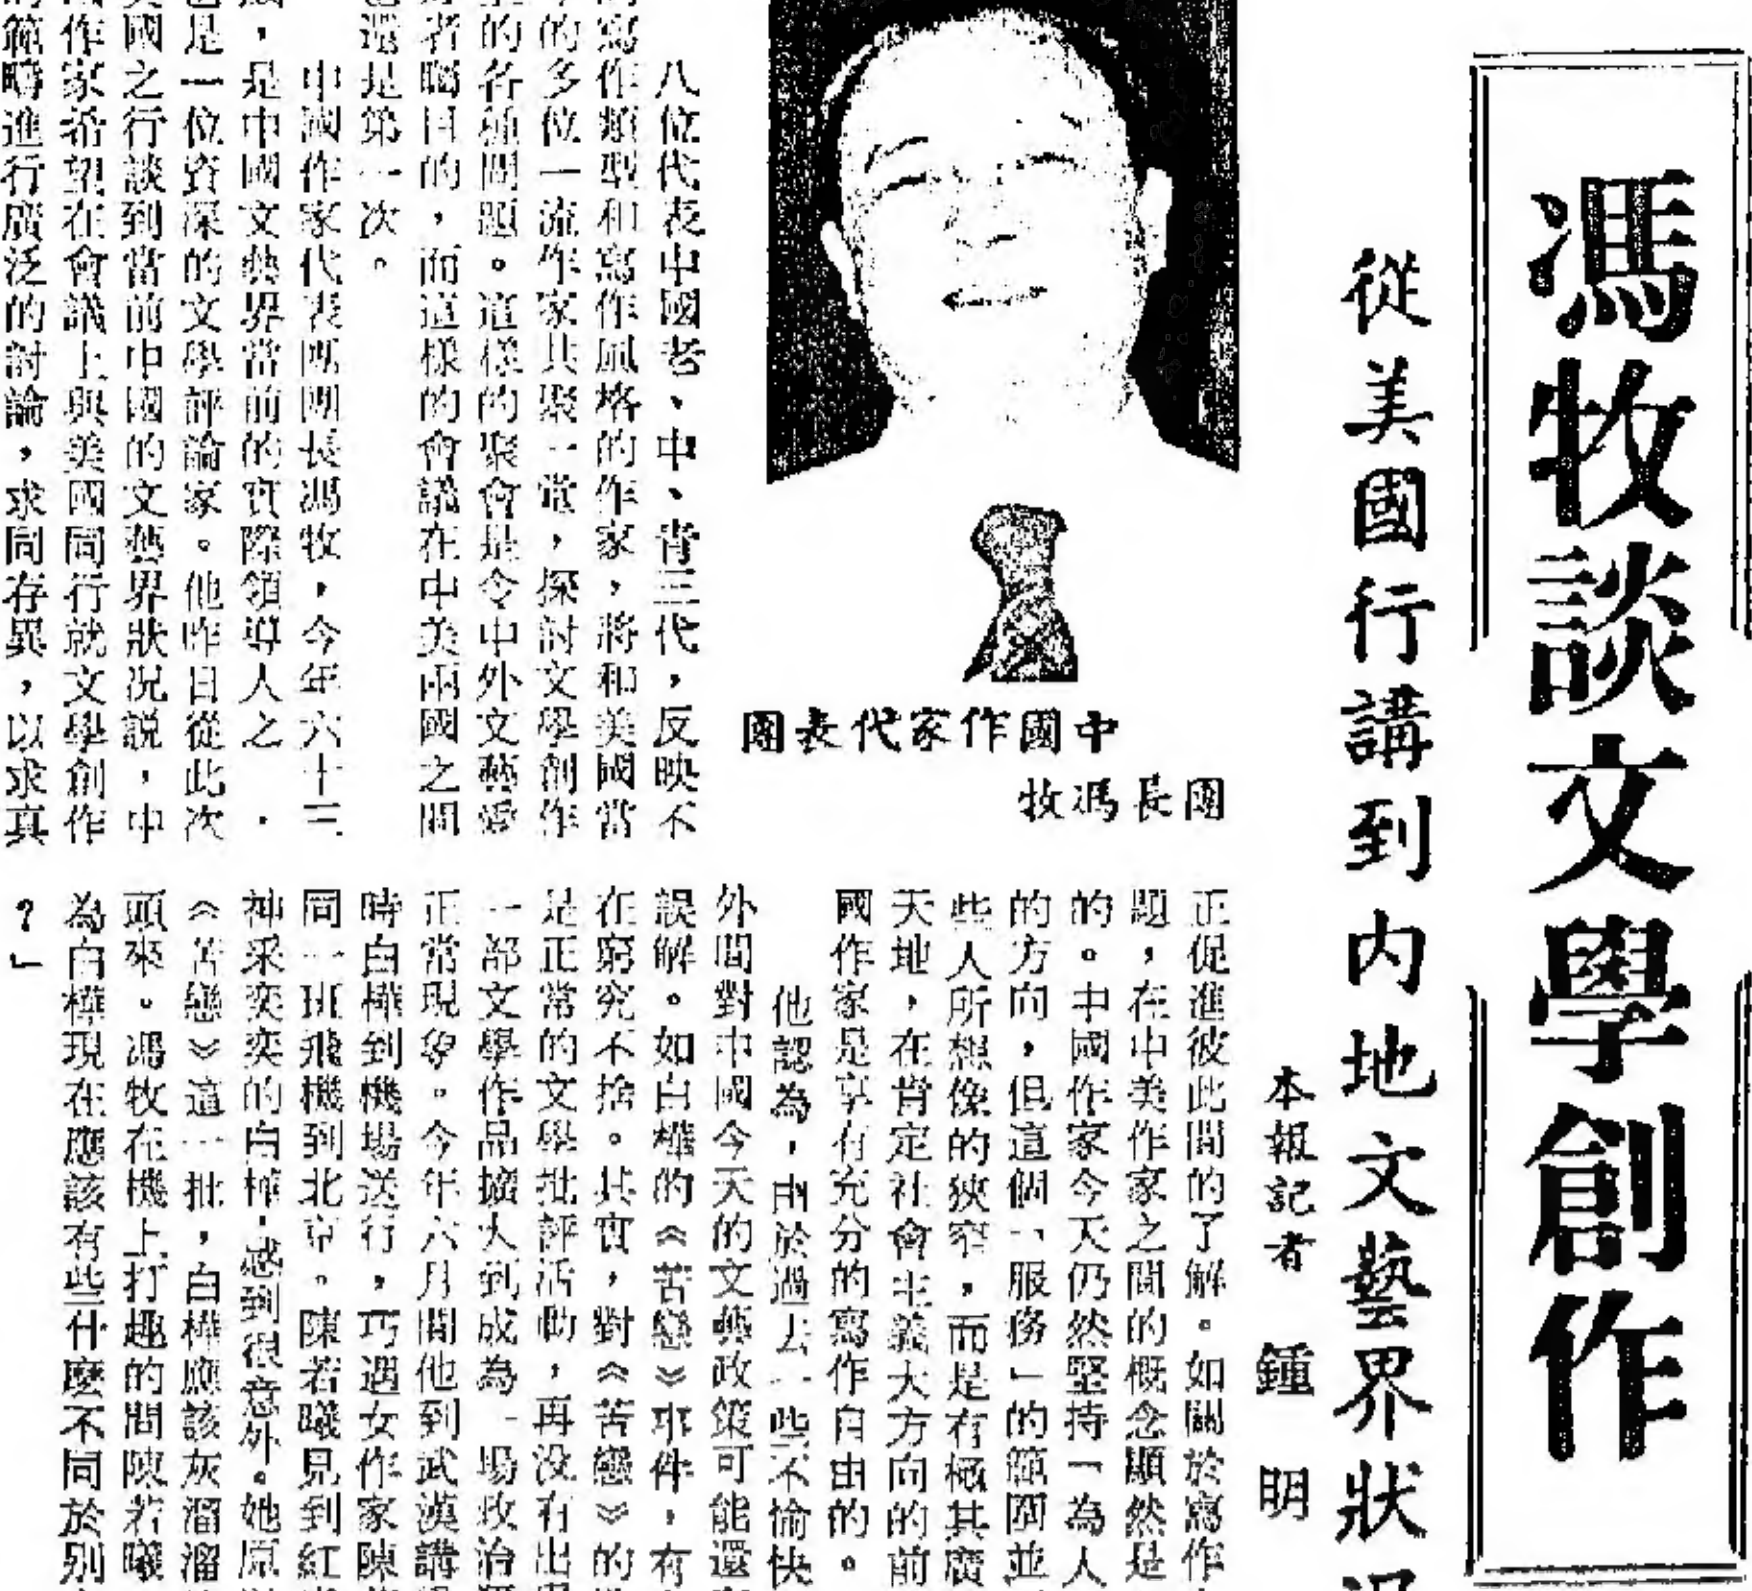 馮牧談文學創作
從美國行講到內地文藝界狀
本報記者 鍾明
中國作家代表團
團長馮牧
八位代表中國老、中、青三代，反映不
寫作類型和寫作風格的作家，將和美國當
的多位一流作家共聚一堂，探討文學創作
的各種問題。這樣的聚會是令中外文藝愛
者矚目的，而這樣的會議在中美兩國之間
還是第一次。
中國作家代表團團長馮牧，今年六十三
，是中國文藝界當前的實際領導人之
是一位資深的文學評論家。他昨日從此次
國之行談到當前中國的文藝界狀況説，中
作家希望在會議上與美國同行就文學創作
範疇進行廣泛的討論，求同存異，以求真
正促進彼此間的了解。如關於寫作
題，在中美作家之間的概念顯然是
的。中國作家今天仍然堅持「為人
的方向，但這個「服務」的範圍並
些人所想像的狹窄，而是有極其廣
天地，在肯定社會主義大方向的前
國作家是享有充分的寫作自由的。
他認為，由於過去一些不愉快
外間對中國今天的文藝政策可能還
誤解。如白樺的《苦戀》事件，有
在窮究不捨。其實，對《苦戀》的
是正常的文學批評活動，再没有出
一部文學作品擴大到成為一場政治
正常現象。今年六月間他到武漢講
時白樺到機場送行，巧遇女作家陳
同一班飛機到北京。陳若曦見到紅
神采奕奕的白樺，感到很意外。她原
《苦戀》這一批，白樺應該灰溜溜
頭來。馮牧在機上打趣的問陳若曦
為白樺現在應該有些什麼不同於别
？」